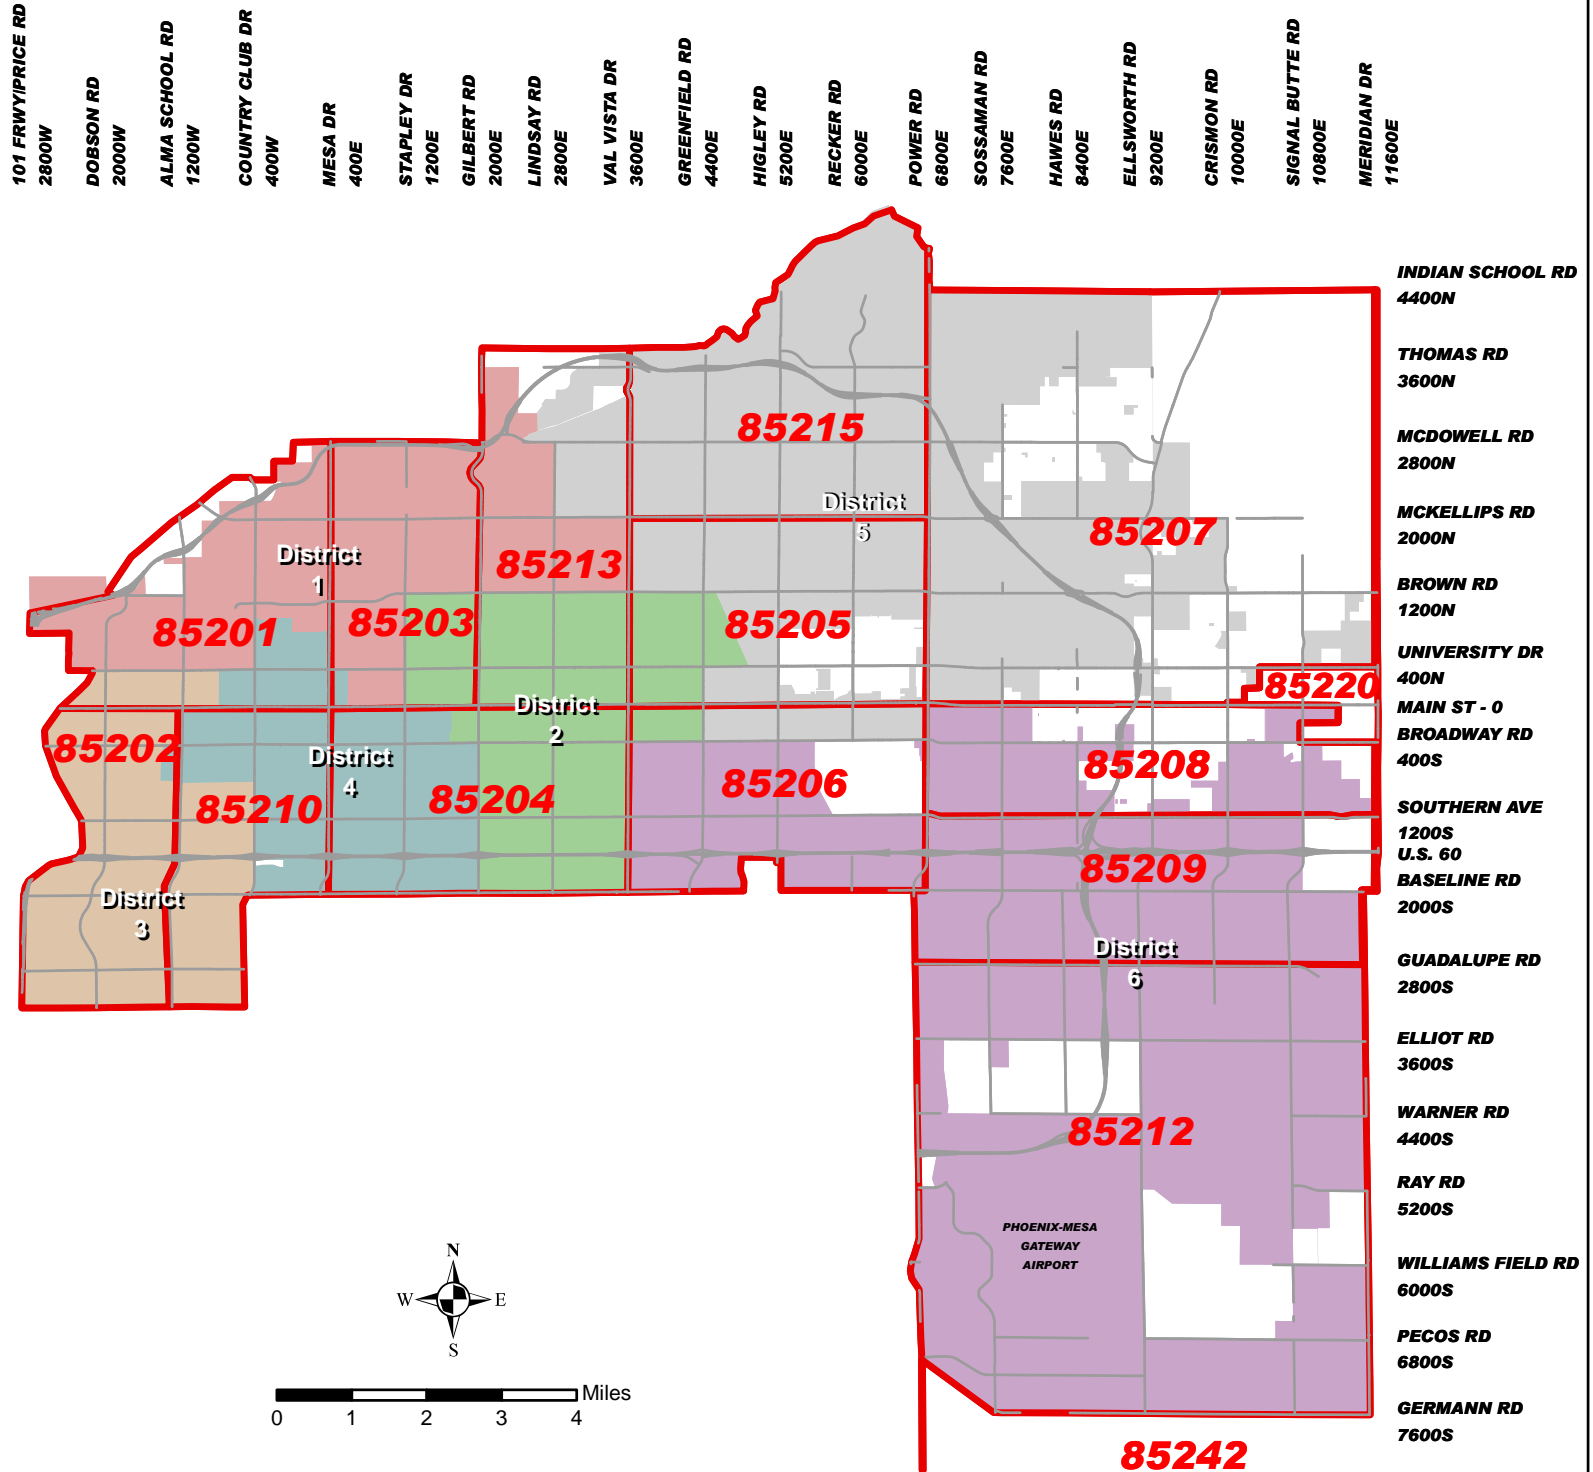 101 FRWY/PRICE RD
2800W
DOBSON RD
2000W
ALMA SCHOOL RD
1200W
COUNTRY CLUB DR
400W
MESA DR
400E
STAPLEY DR
1200E
GILBERT RD
2000E
LINDSAY RD
2800E
VAL VISTA DR
3600E
GREENFIELD RD
4400E
HIGLEY RD
5200E
RECKER RD
6000E
POWER RD
6800E
SOSSAMAN RD
7600E
HAWES RD
8400E
ELLSWORTH RD
9200E
CRISMON RD
10000E
SIGNAL BUTTE RD
10800E
MERIDIAN DR
11600E
INDIAN SCHOOL RD
4400N
THOMAS RD
3600N
MCDOWELL RD
2800N
MCKELLIPS RD
2000N
BROWN RD
1200N
UNIVERSITY DR
400N
MAIN ST - 0
BROADWAY RD
400S
SOUTHERN AVE
1200S
U.S. 60
BASELINE RD
2000S
GUADALUPE RD
2800S
ELLIOT RD
3600S
WARNER RD
4400S
RAY RD
5200S
WILLIAMS FIELD RD
6000S
PECOS RD
6800S
GERMANN RD
7600S
85215
District
5
85207
District
1
85213
85201
85203
85205
85220
District
2
85202
District
4
85206
85208
85210
85204
85209
District
3
District
6
85212
PHOENIX-MESA
GATEWAY
AIRPORT
N
W
E
S
Miles
0 1 2 3 4
85242